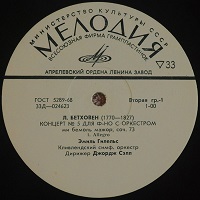 МИНИСТЕРСТВО КУЛЬТУРЫ СССР
МЕЛОДИЯ
ВСЕСОЮЗНАЯ ФИРМА ГРАМПЛАСТИНОК
АПРЕЛЕВСКИЙ ОРДЕНА ЛЕНИНА ЗАВОД
33
ГОСТ 5289-68
33Д—024623
Вторая гр.
1-00
Л. БЕТХОВЕН (1770—1827)
КОНЦЕРТ № 5 ДЛЯ Ф-НО С ОРКЕСТРОМ
ми бемоль мажор, соч. 73
1. Allegro
Эмиль Гилельс
Кливлендский симф. оркестр
Дирижер Джордж Сэлл